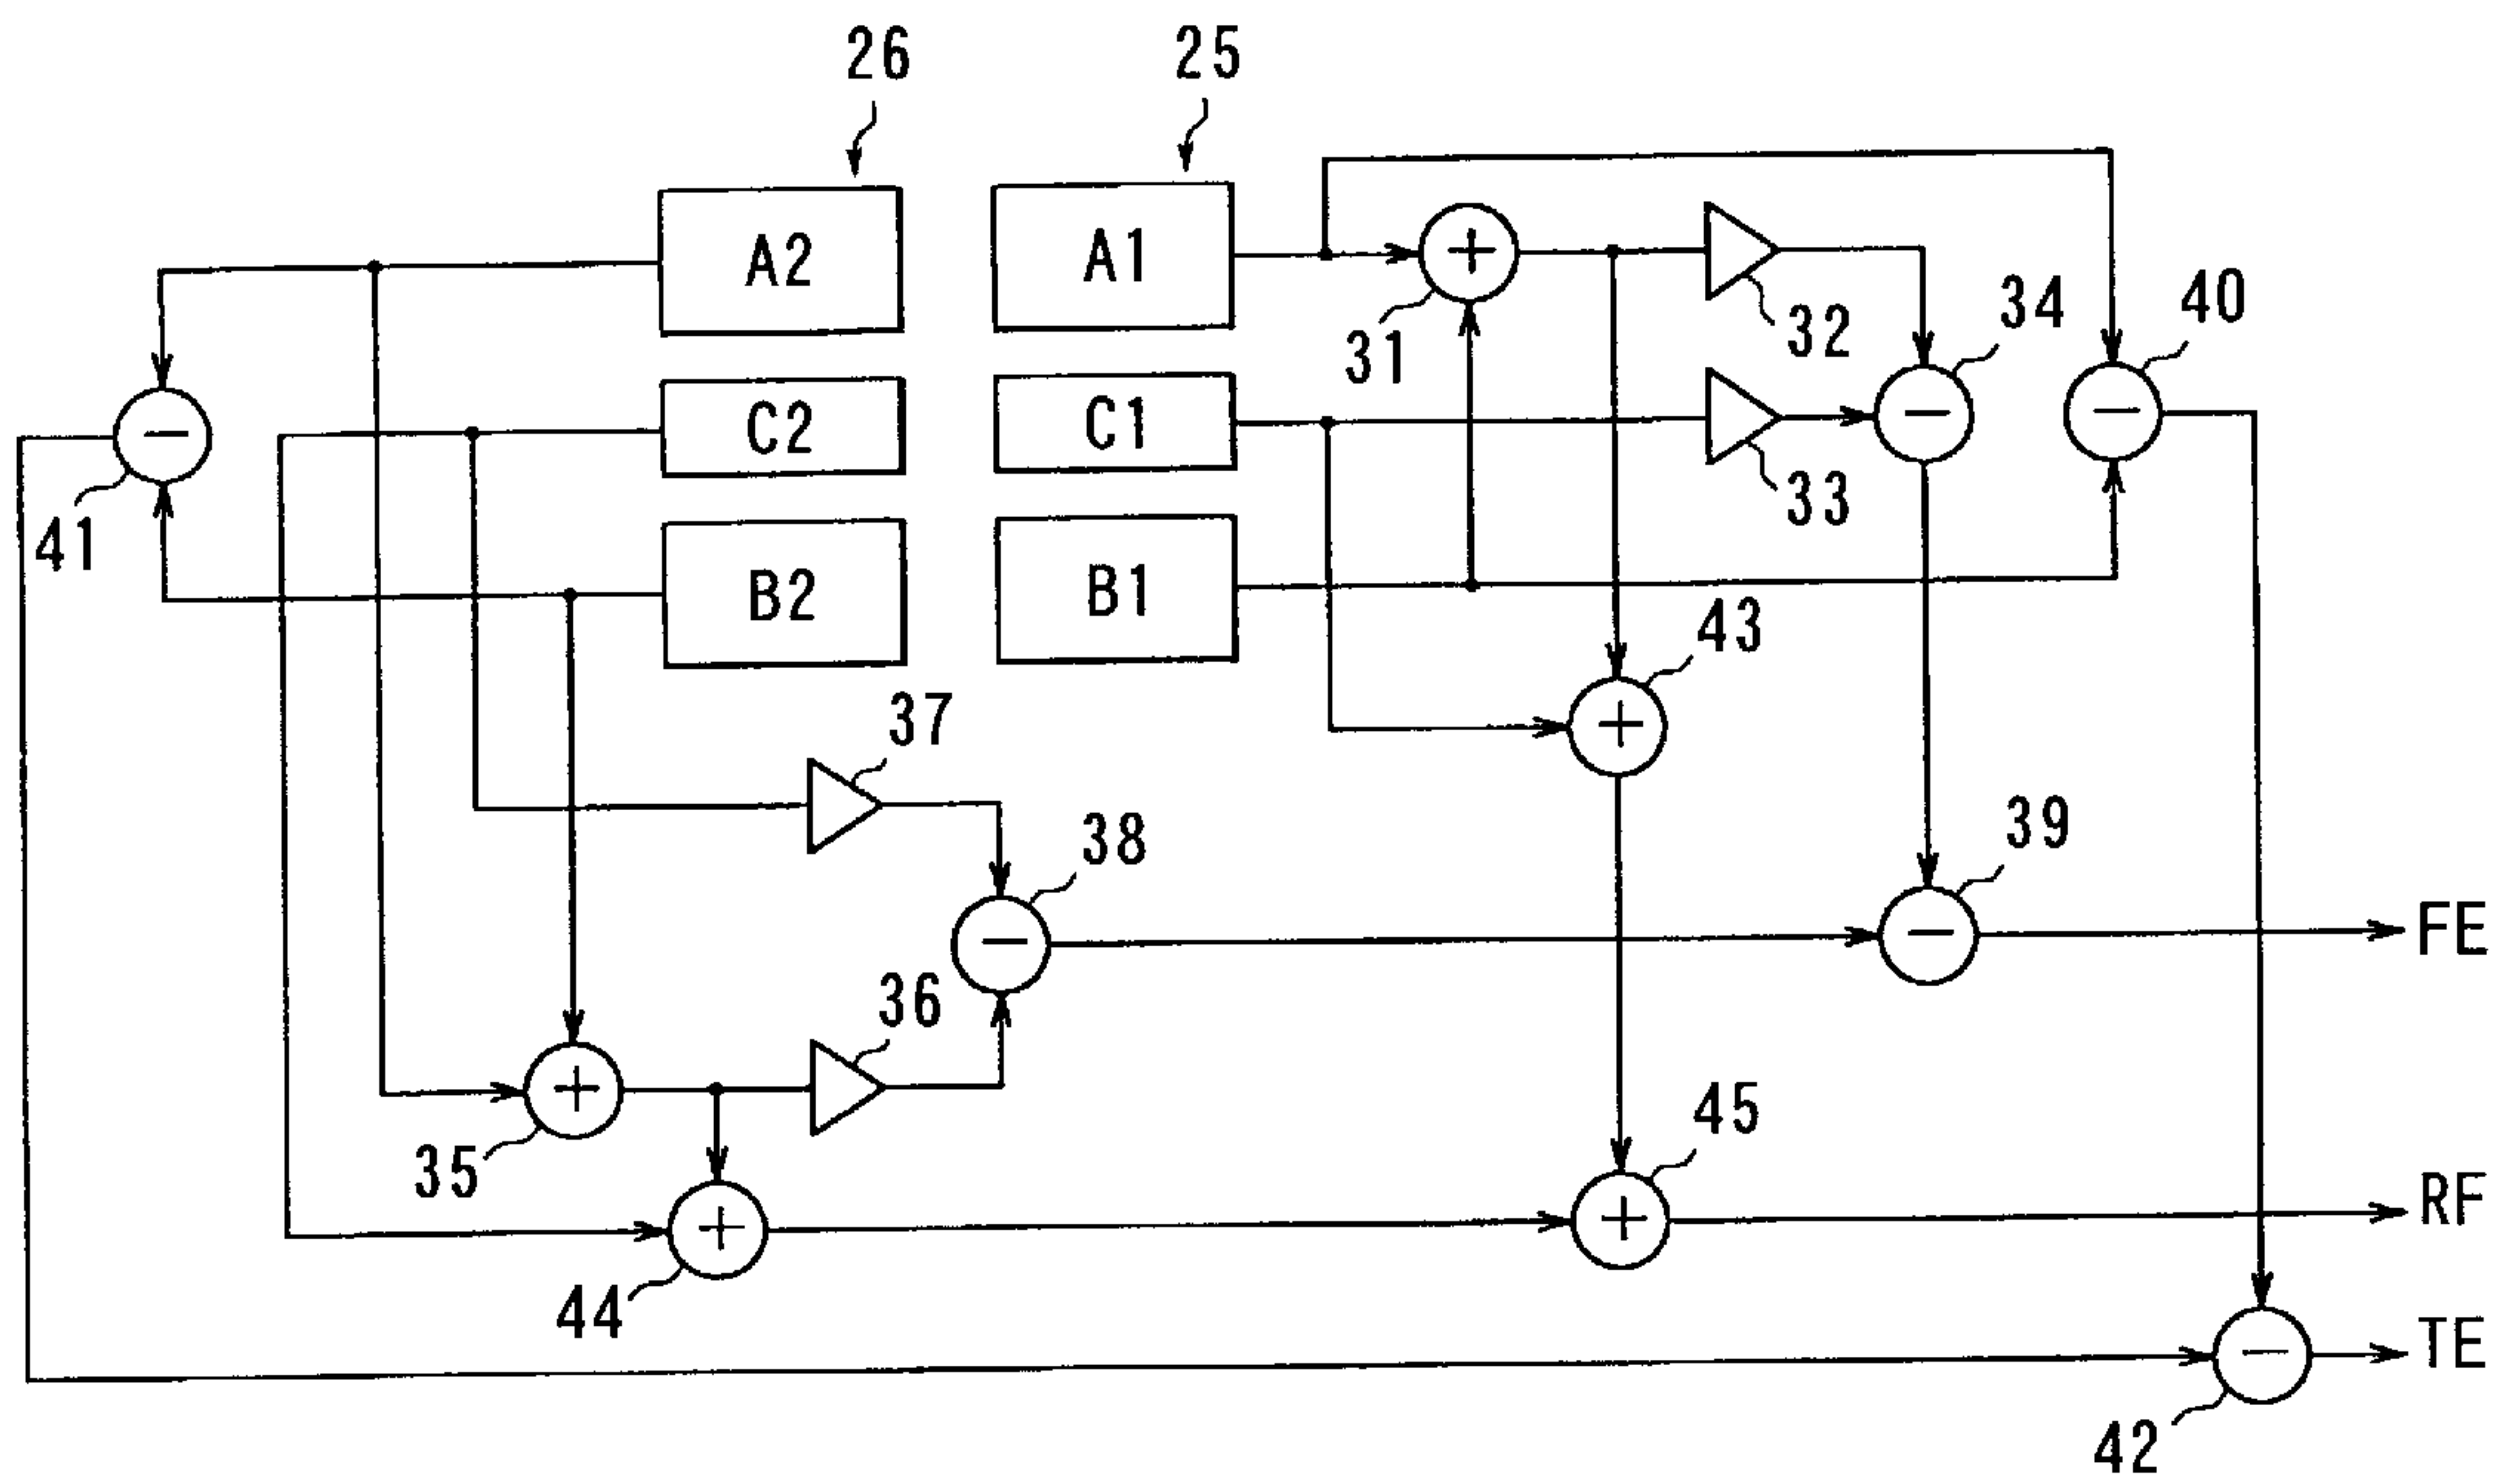 26 25
A2 A1 + 31 32 34 40
C2 C1 33 − −
− 41
B2 B1 43
37 +
38 39
− − FE
36
+ 35 45
+ 44 + RF
− TE
42